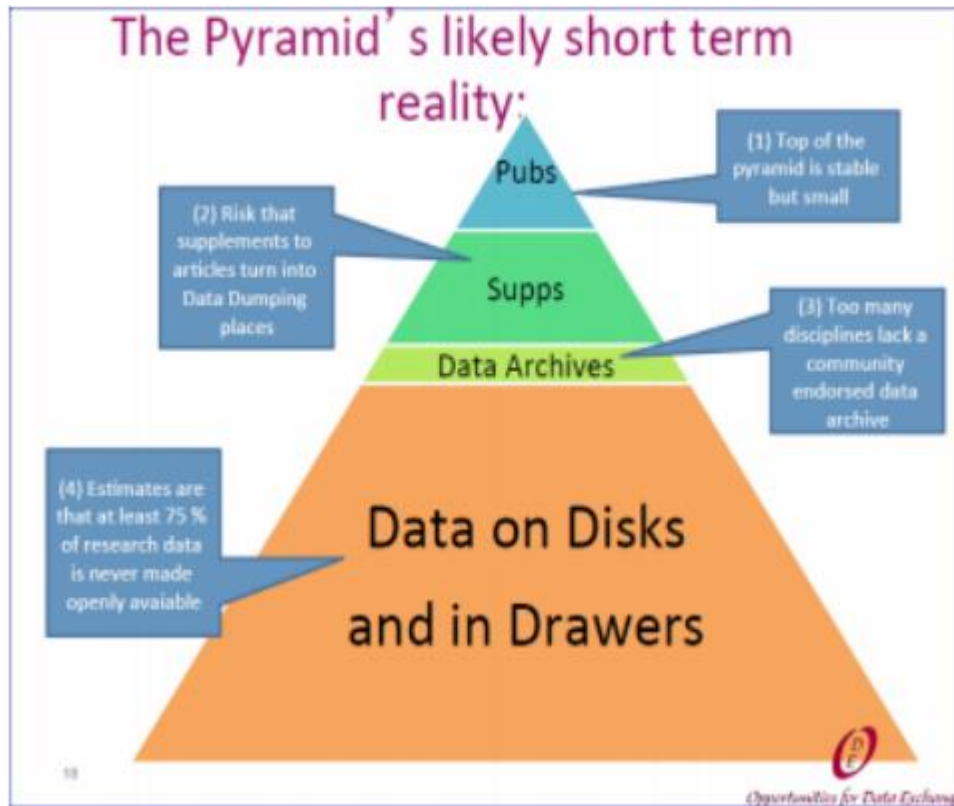 The Pyramid's likely short term
reality:
Pubs
(1) Top of the
pyramid is stable
but small
(2) Risk that
supplements to
articles turn into
Data Dumping
places
Supps
(3) Too many
disciplines lack a
community
endorsed data
archive
Data Archives
(4) Estimates are
that at least 75 %
of research data
is never made
openly avaiable
Data on Disks
and in Drawers
18
O
D
E
Opportunities for Data Exchang